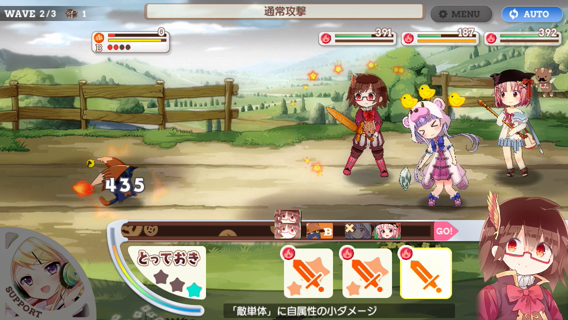 WAVE 2/3 1
通常攻撃
MENU
AUTO
0
B
391
187
392
435
B
GO!
とっておき
SUPPORT
「敵単体」に自属性の小ダメージ